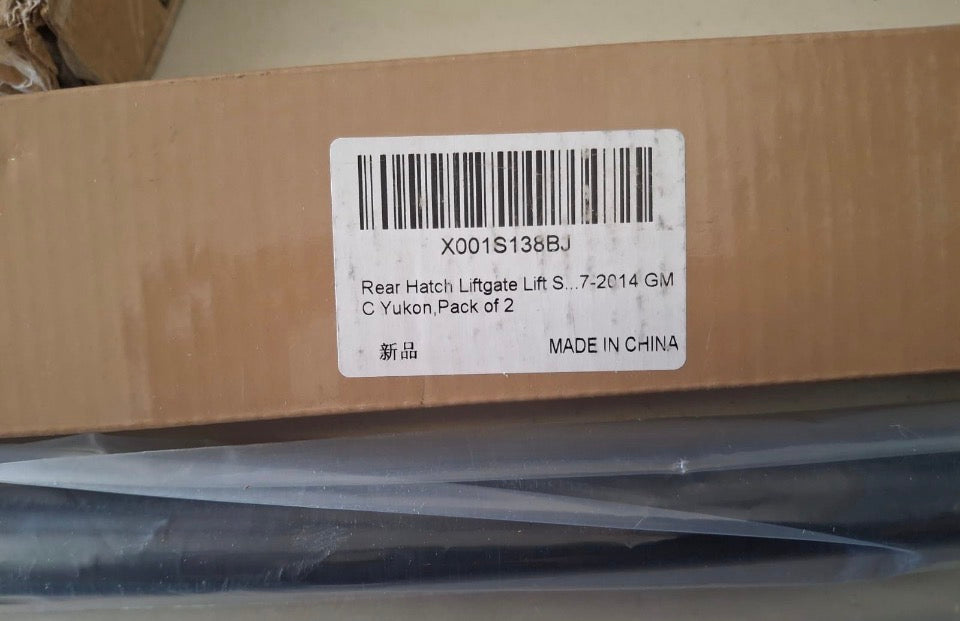 X001S138BJ
Rear Hatch Liftgate Lift S...7-2014 GM
C Yukon,Pack of 2
新品
MADE IN CHINA